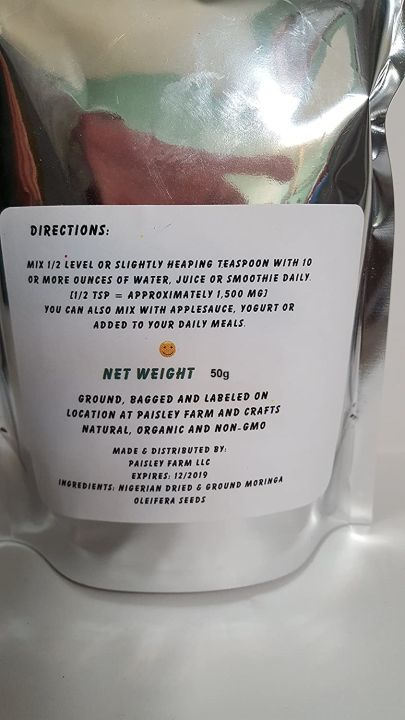 DIRECTIONS:
MIX 1/2 LEVEL OR SLIGHTLY HEAPING TEASPOON WITH 10
OR MORE OUNCES OF WATER, JUICE OR SMOOTHIE DAILY.
[1/2 TSP = APPROXIMATELY 1,500 MG]
YOU CAN ALSO MIX WITH APPLESAUCE, YOGURT OR
ADDED TO YOUR DAILY MEALS.
NET WEIGHT 50g
GROUND, BAGGED AND LABELED ON
LOCATION AT PAISLEY FARM AND CRAFTS
NATURAL, ORGANIC AND NON-GMO
MADE & DISTRIBUTED BY:
PAISLEY FARM LLC
EXPIRES: 12/2019
INGREDIENTS: NIGERIAN DRIED & GROUND MORINGA
OLEIFERA SEEDS